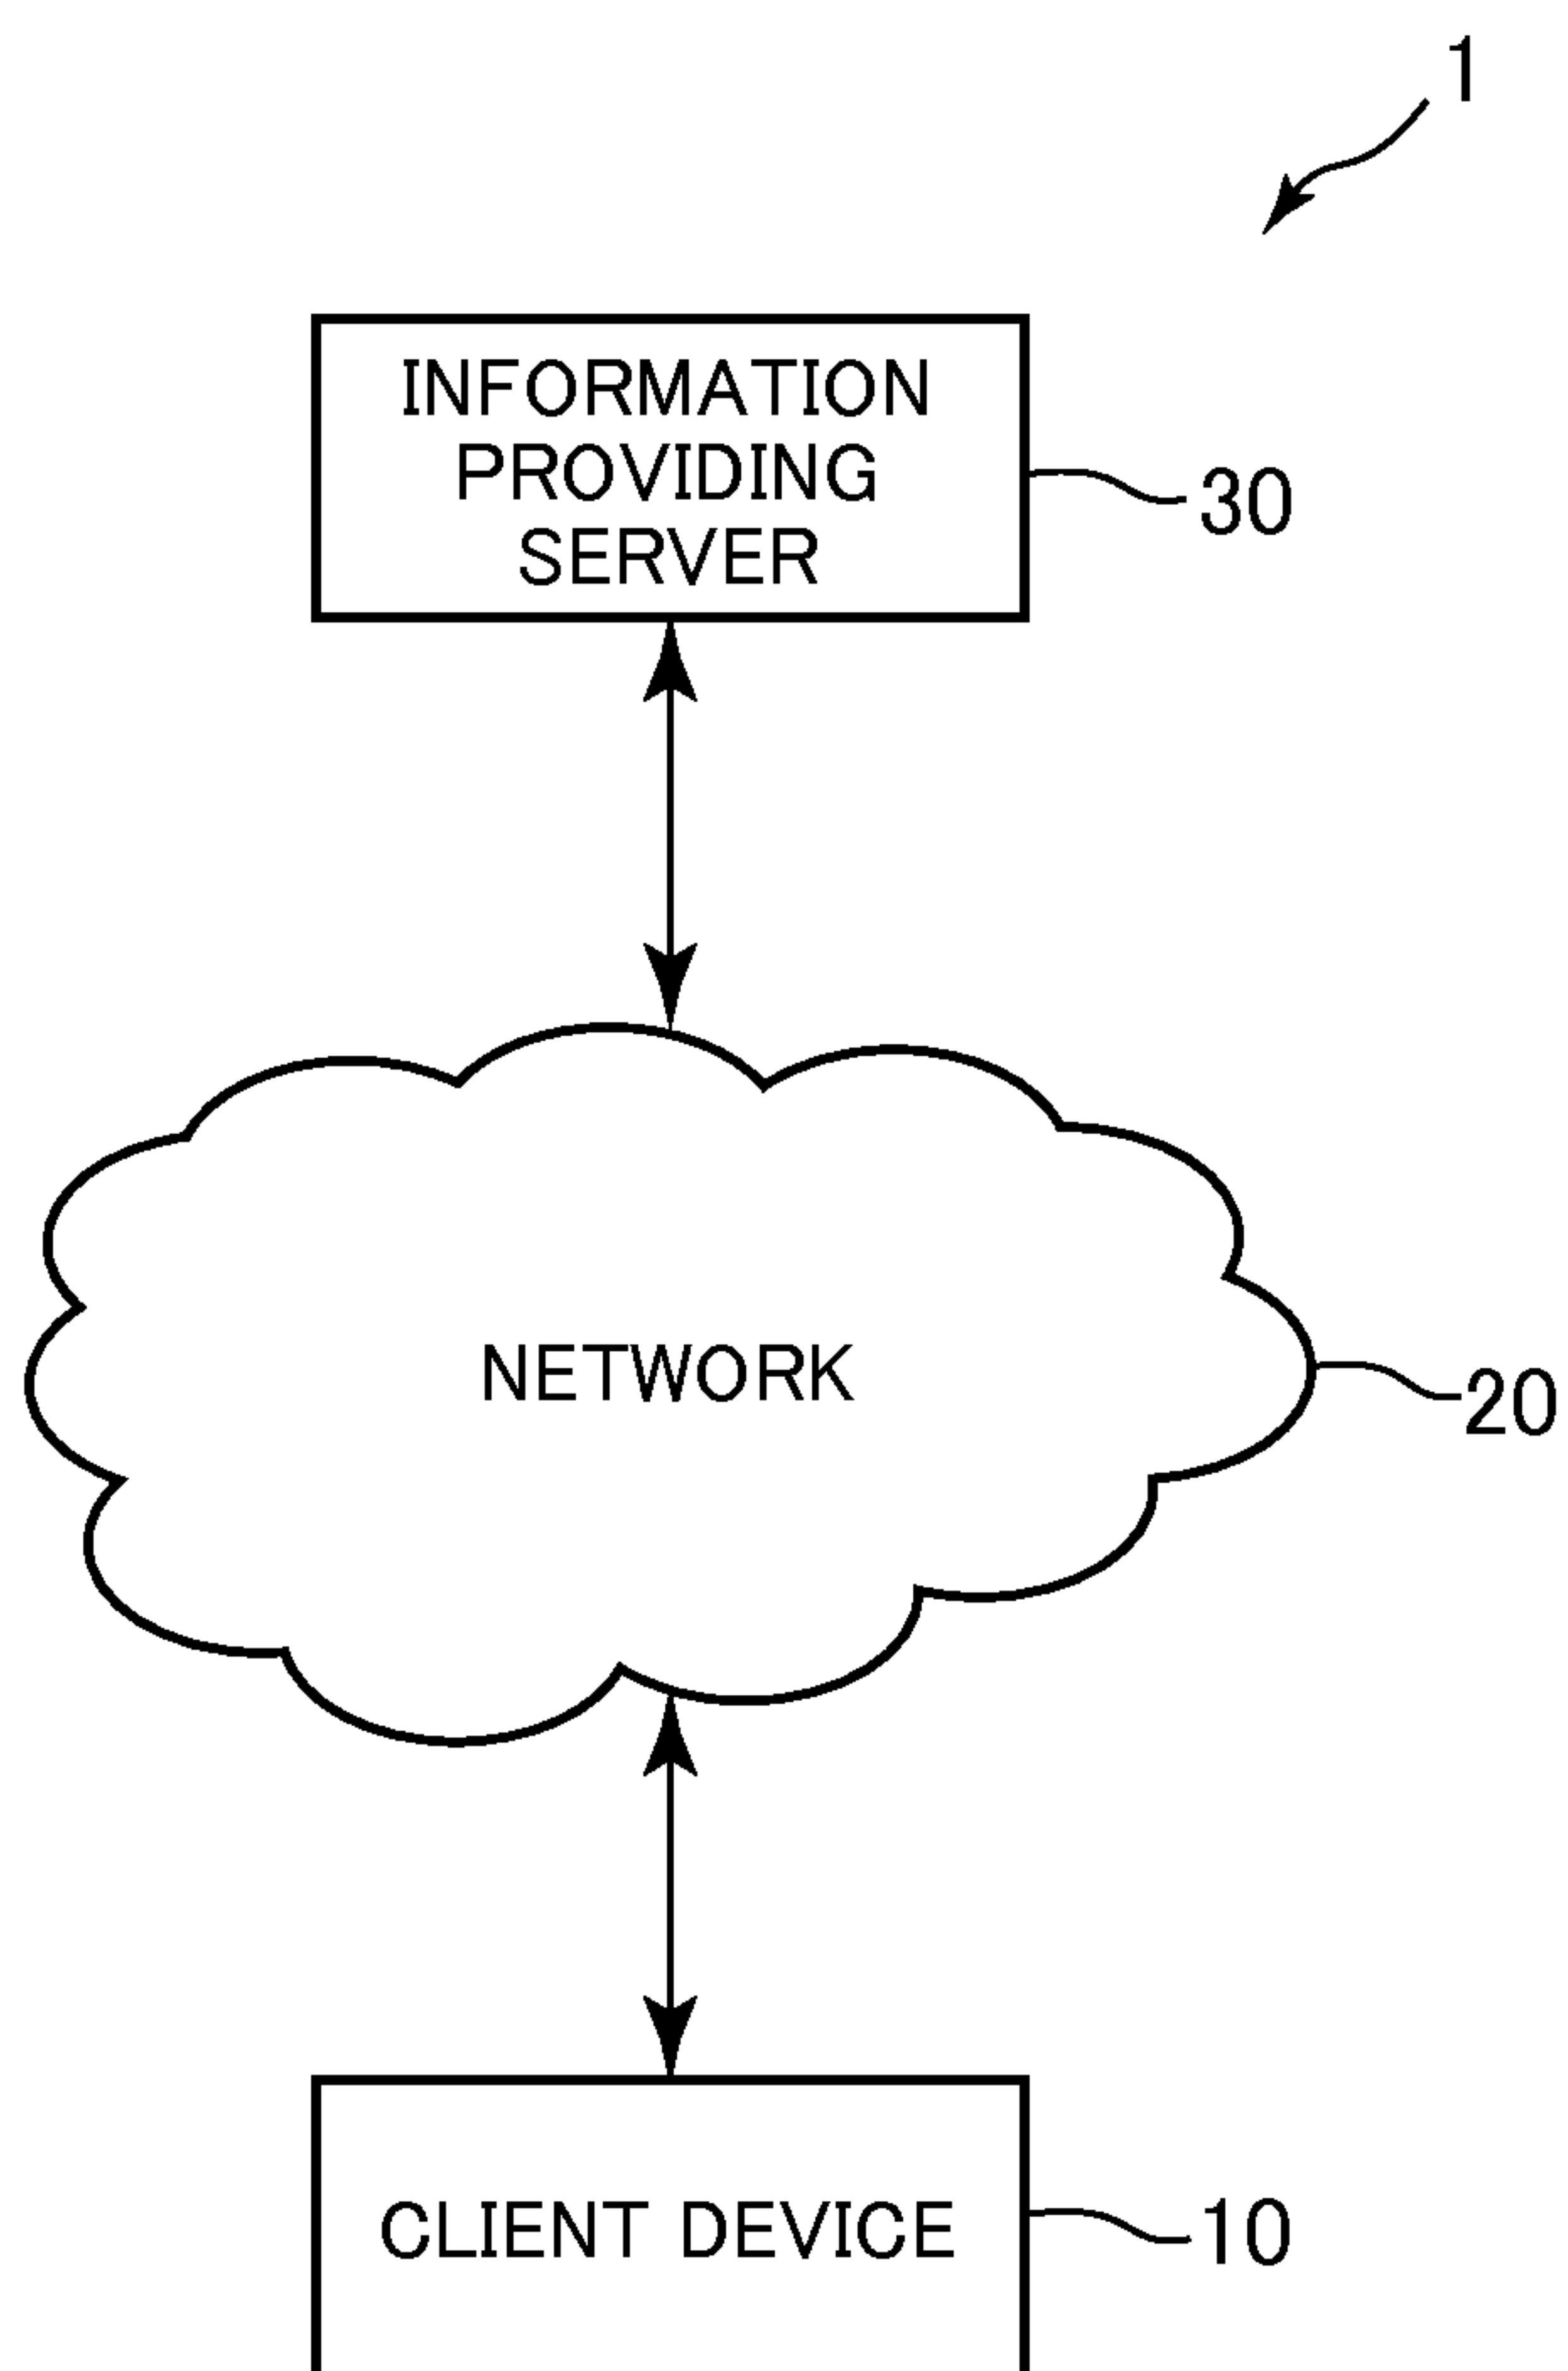 1
INFORMATION
PROVIDING
SERVER
30
NETWORK
20
CLIENT DEVICE
10